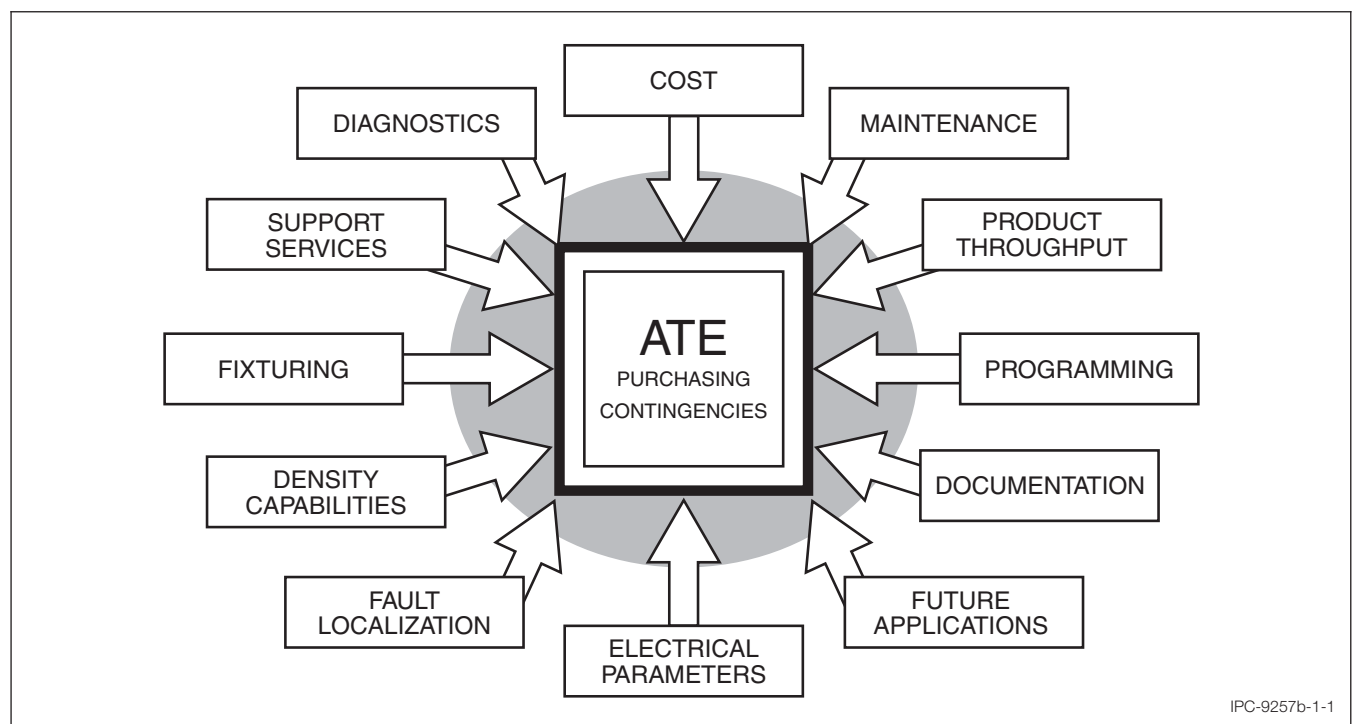 COST
DIAGNOSTICS
MAINTENANCE
SUPPORT
SERVICES
PRODUCT
THROUGHPUT
ATE
PURCHASING
CONTINGENCIES
FIXTURING
PROGRAMMING
DENSITY
CAPABILITIES
DOCUMENTATION
FAULT
LOCALIZATION
FUTURE
APPLICATIONS
ELECTRICAL
PARAMETERS
IPC-9257b-1-1